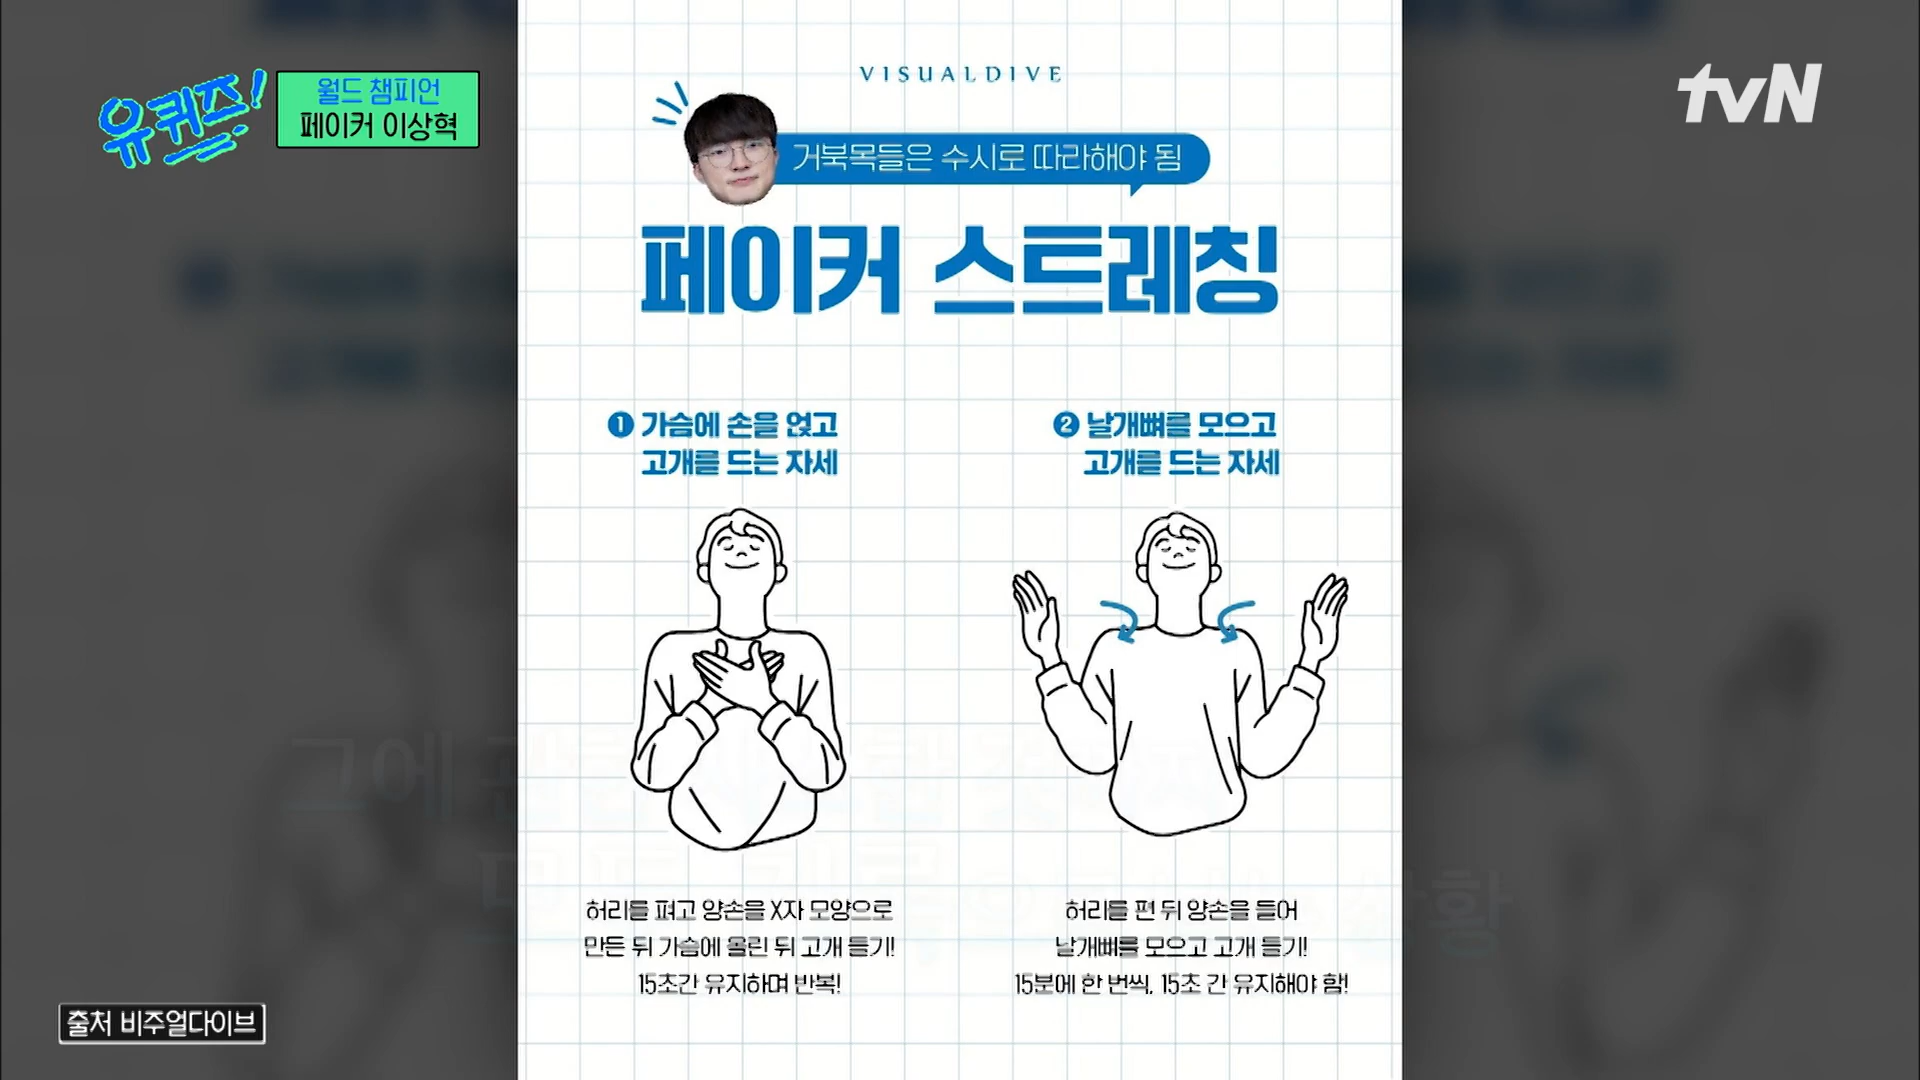 유퀴즈!
월드 챔피언
페이커 이상혁
tvN
VISUALDIVE
거북목들은 수시로 따라해야 됨
페이커 스트레칭
❶ 가슴에 손을 얹고
고개를 드는 자세
❷ 날개뼈를 모으고
고개를 드는 자세
허리를 펴고 양손을 X자 모양으로
만든 뒤 가슴에 올린 뒤 고개 들기!
15초간 유지하며 반복!
허리를 편 뒤 양손을 들어
날개뼈를 모으고 고개 들기!
15분에 한 번씩, 15초 간 유지해야 함!
출처 비주얼다이브